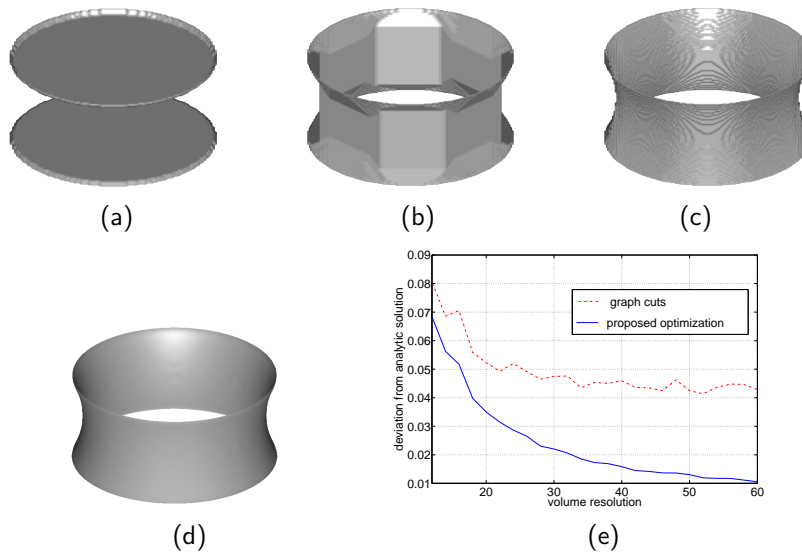 (a)
(b)
(c)
(d)
0.09
0.08
0.07
0.06
0.05
0.04
0.03
0.02
0.01
deviation from analytic solution
graph cuts
proposed optimization
20
30
40
50
60
volume resolution
(e)